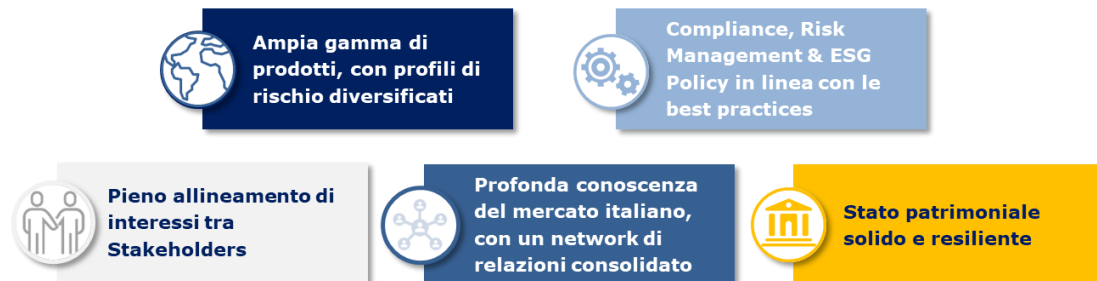 Ampia gamma di
prodotti, con profili di
rischio diversificati
Compliance, Risk
Management & ESG
Policy in linea con le
best practices
Pieno allineamento di
interessi tra
Stakeholders
Profonda conoscenza
del mercato italiano,
con un network di
relazioni consolidato
Stato patrimoniale
solido e resiliente